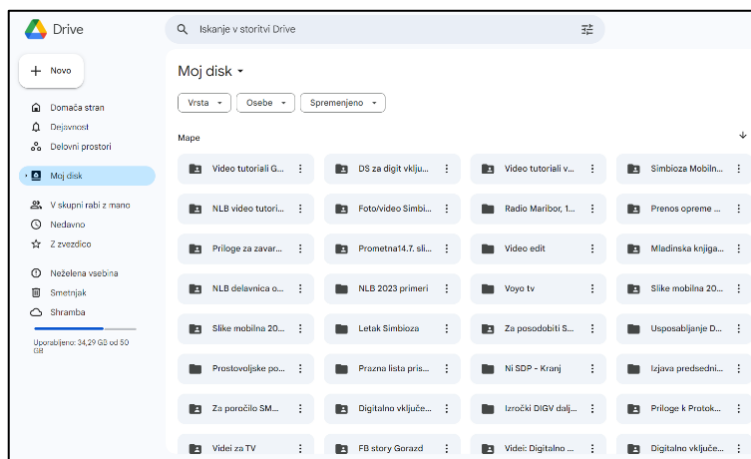 Drive
Iskanje v storitvi Drive
Novo
Moj disk
Vrsta
Osebe
Spremenjeno
Domača stran
Dejavnost
Delovni prostori
Moj disk
V skupni rabi z mano
Nedavno
Z zvezdico
Neželena vsebina
Smetnjak
Shramba
Uporabljeno: 34,29 GB od 50
GB
Mape
Video tutoriali G...
DS za digit vklju...
Video tutoriali v...
Simbioza Mobiln...
NLB video tutori...
Foto/video Simbi...
Radio Maribor, 1...
Prenos opreme ...
Priloge za zavar...
Prometna14.7. sli...
Video edit
Mladinska knjiga...
NLB delavnica o...
NLB 2023 primeri
Voyo tv
Slike mobilna 20...
Slike mobilna 20...
Letak Simbioza
Za posodobiti S...
Usposabljanje D...
Prostovoljske po...
Prazna lista pris...
Ni SDP - Kranj
Izjava predsedni...
Za poročilo SM...
Digitalno vključe...
Izročki DIGV dalj...
Priloge k Protok...
Videi za TV
FB story Gorazd
Videi: Digitalno ...
Digitalno vključe...